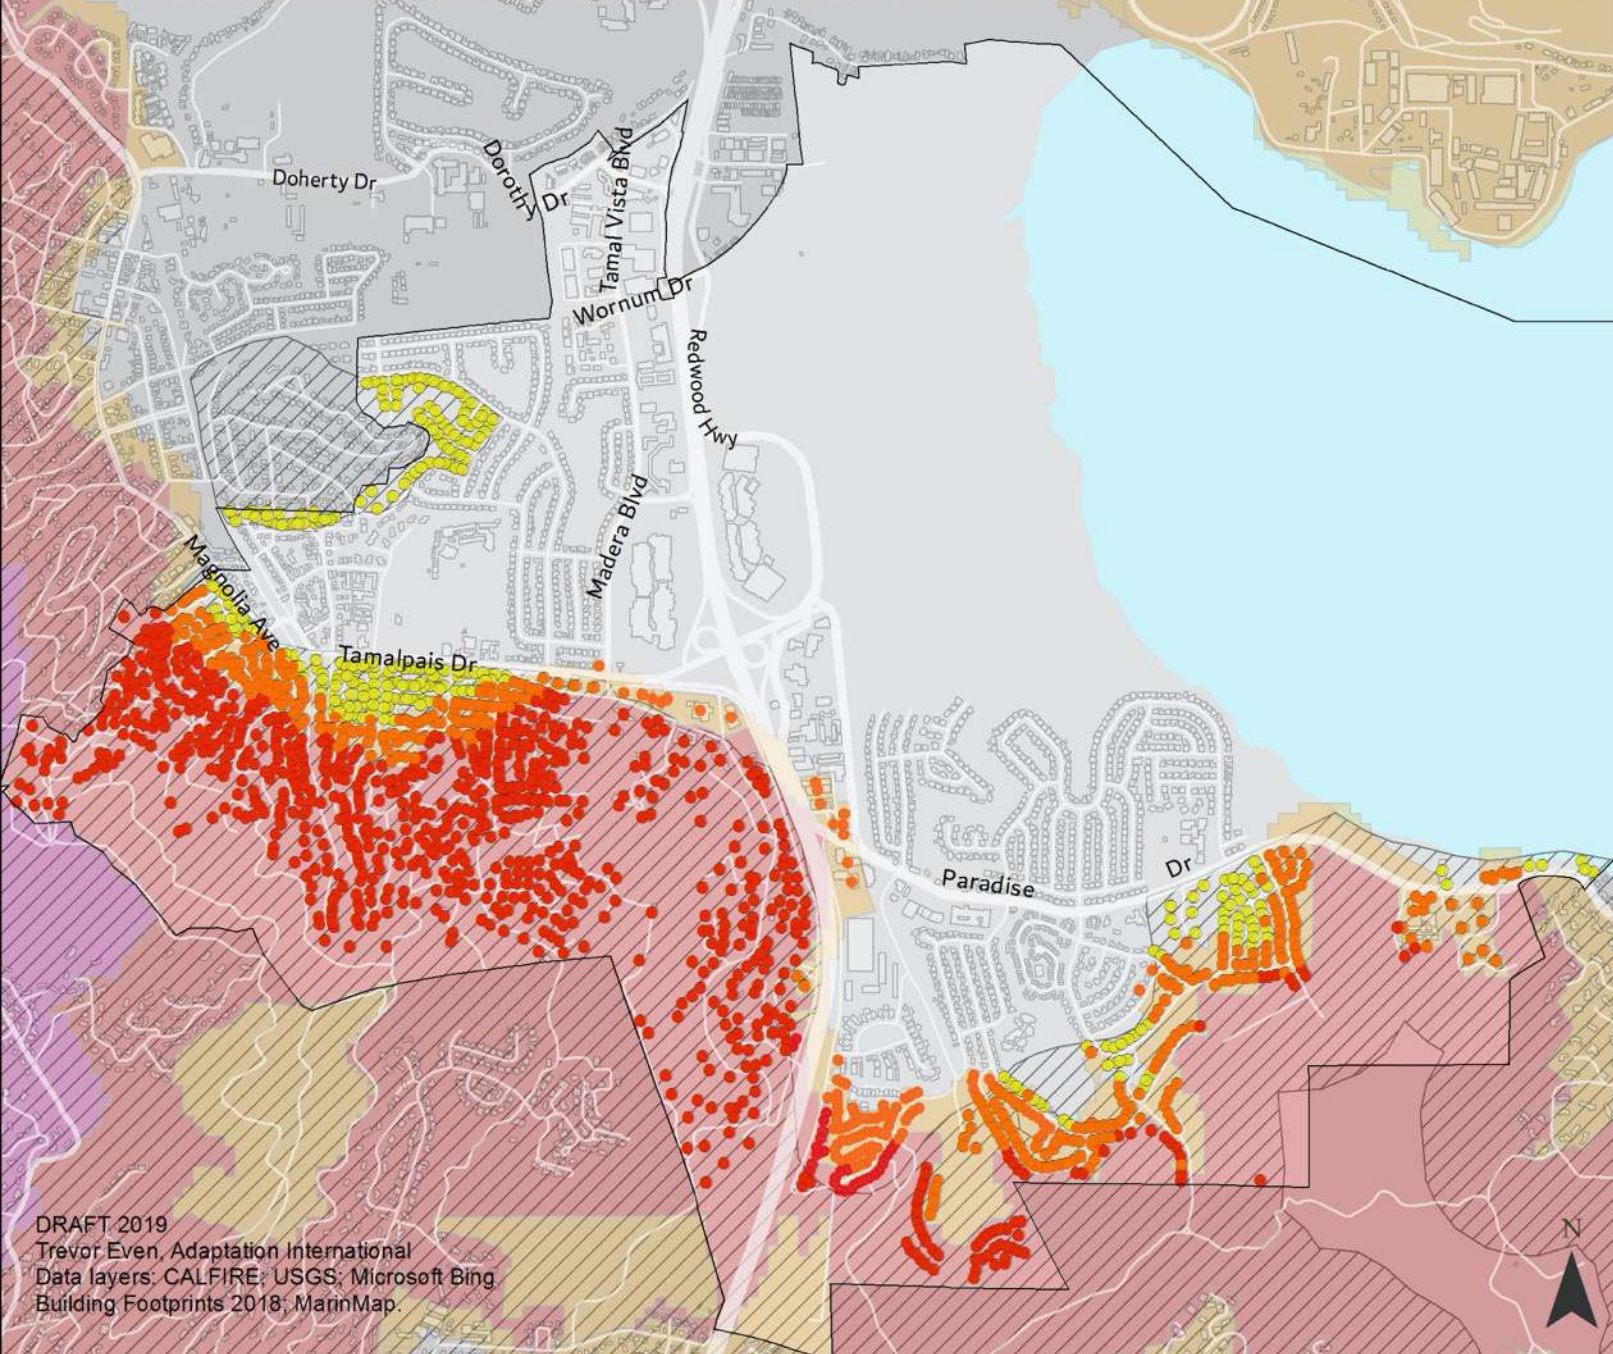 Doherty Dr
Dorothy Dr
Tamal Vista Blvd
Wornum Dr
Redwood Hwy
Madera Blvd
Magnolia Ave
Tamalpais Dr
Paradise Dr
DRAFT 2019
Trevor Even, Adaptation International
Data layers: CALFIRE; USGS; Microsoft Bing
Building Footprints 2018; MarinMap.
N